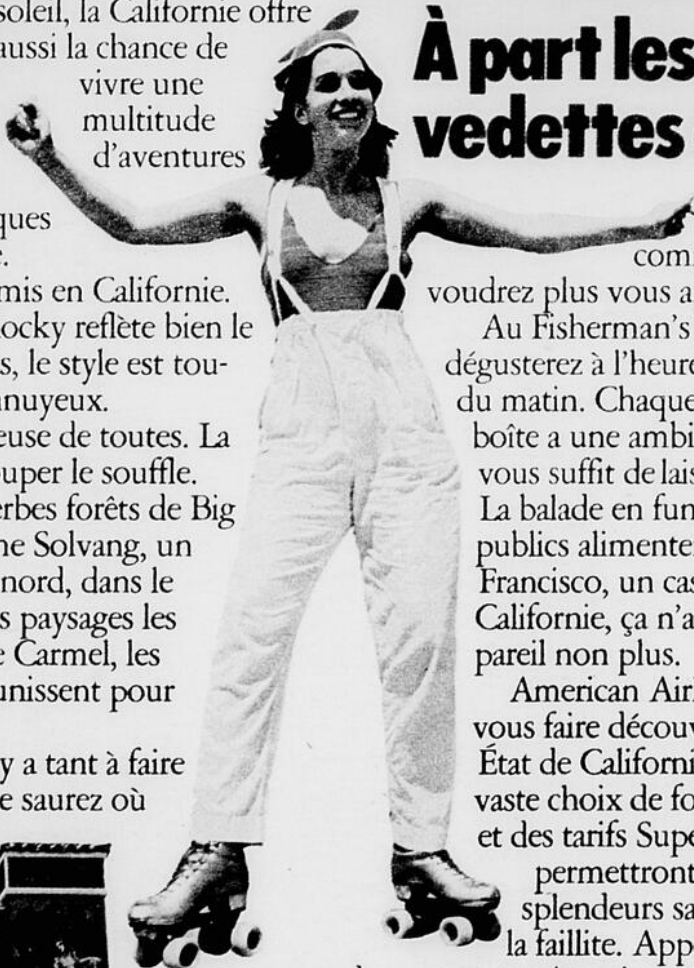 soleil, la Californie offre
aussi la chance de
vivre une
multitude
d'aventures
ques
mis en Californie.
ocky reflète bien le
s, le style est tou-
nnuyeux.
euse de toutes. La
uper le souffle.
erbes forêts de Big
ne Solvang, un
nord, dans le
s paysages les
e Carmel, les
unissent pour
y a tant à faire
e saurez où
À part les
vedettes
com
voudrez plus vous a
Au Fisherman's
dégusterez à l'heure
du matin. Chaque
boîte a une ambi
vous suffit de lais
La balade en fun
publics alimente
Francisco, un cas
Californie, ça n'a
pareil non plus.
American Air
vous faire découv
État de Californi
vaste choix de fo
et des tarifs Supe
permettront
splendeurs sa
la faillite. App